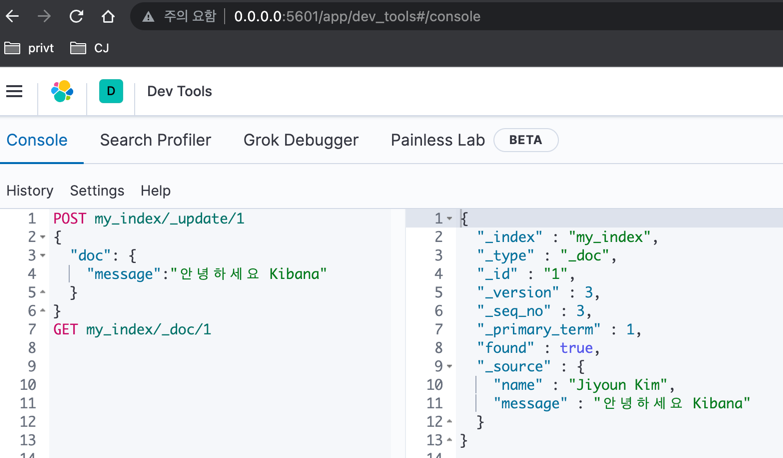 주의 요함 0.0.0.0:5601/app/dev_tools#/console
privt CJ
D Dev Tools
Console Search Profiler Grok Debugger Painless Lab BETA
History Settings Help
1 POST my_index/_update/1
2 {
3 "doc": {
4 "message":"안녕하세요 Kibana"
5 }
6 }
7 GET my_index/_doc/1
8
9
10
11
12
13
1 {
2 "_index" : "my_index",
3 "_type" : "_doc",
4 "_id" : "1",
5 "_version" : 3,
6 "_seq_no" : 3,
7 "_primary_term" : 1,
8 "found" : true,
9 "_source" : {
10 "name" : "Jiyoun Kim",
11 "message" : "안녕하세요 Kibana"
12 }
13 }